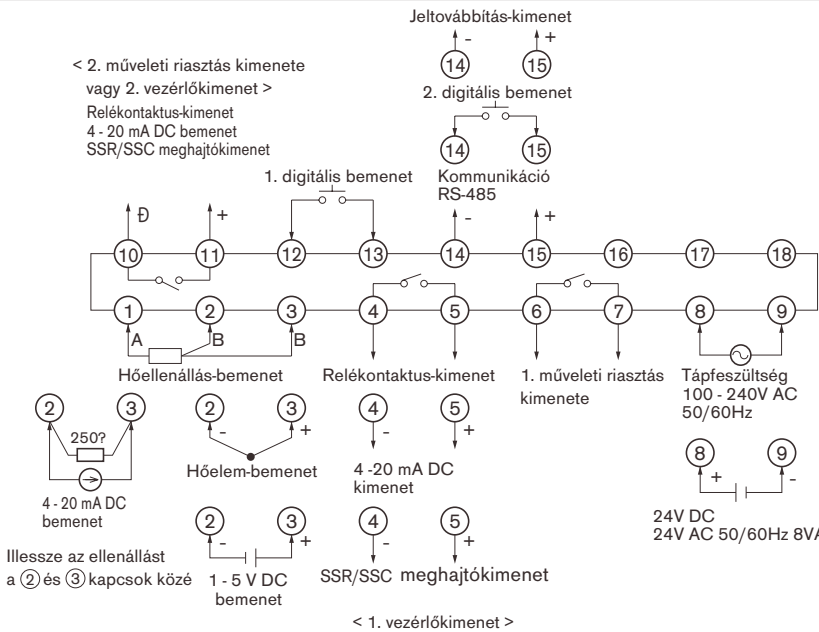 Jeltovábbítás-kimenet
- +
14 15
< 2. műveleti riasztás kimenete
vagy 2. vezérlőkimenet >
Relékontaktus-kimenet
4 - 20 mA DC bemenet
SSR/SSC meghajtókimenet
2. digitális bemenet
14 15
1. digitális bemenet
Kommunikáció
RS-485
Đ + - +
10 11 12 13 14 15 16 17 18
1 2 3 4 5 6 7 8 9
A B B
Hőellenállás-bemenet
Relékontaktus-kimenet
1. műveleti riasztás
kimenete
Tápfeszültség
100 - 240V AC
50/60Hz
2 3
250?
4 - 20 mA DC
bemenet
2 3
- +
Hőelem-bemenet
4 5
- +
4 -20 mA DC
kimenet
8 9
+ -
24V DC
24V AC 50/60Hz 8VA
Illessze az ellenállást
a 2 és 3 kapcsok közé
2 3
- +
1 - 5 V DC
bemenet
4 5
- +
SSR/SSC meghajtókimenet
< 1. vezérlőkimenet >